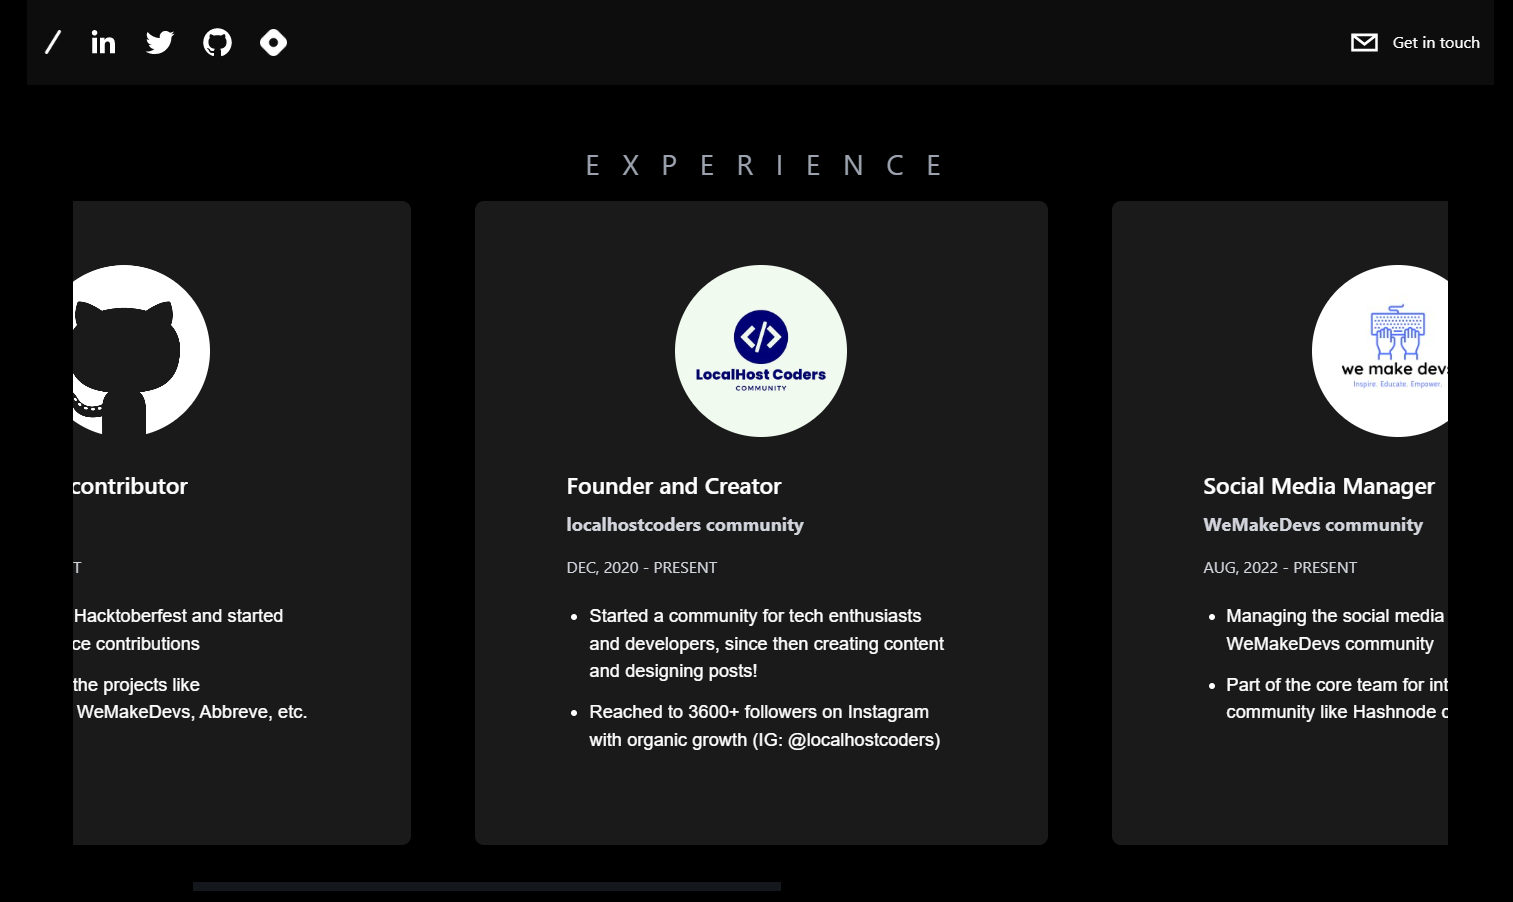 Get in touch
EXPERIENCE
contributor
T
Hacktoberfest and started
ce contributions
the projects like
WeMakeDevs, Abbreve, etc.
LocalHost Coders
COMMUNITY
Founder and Creator
localhostcoders community
DEC, 2020 - PRESENT
• Started a community for tech enthusiasts
and developers, since then creating content
and designing posts!
• Reached to 3600+ followers on Instagram
with organic growth (IG: @localhostcoders)
we make devs
Inspire. Educate. Empower.
Social Media Manager
WeMakeDevs community
AUG, 2022 - PRESENT
• Managing the social media
WeMakeDevs community
• Part of the core team for int
community like Hashnode